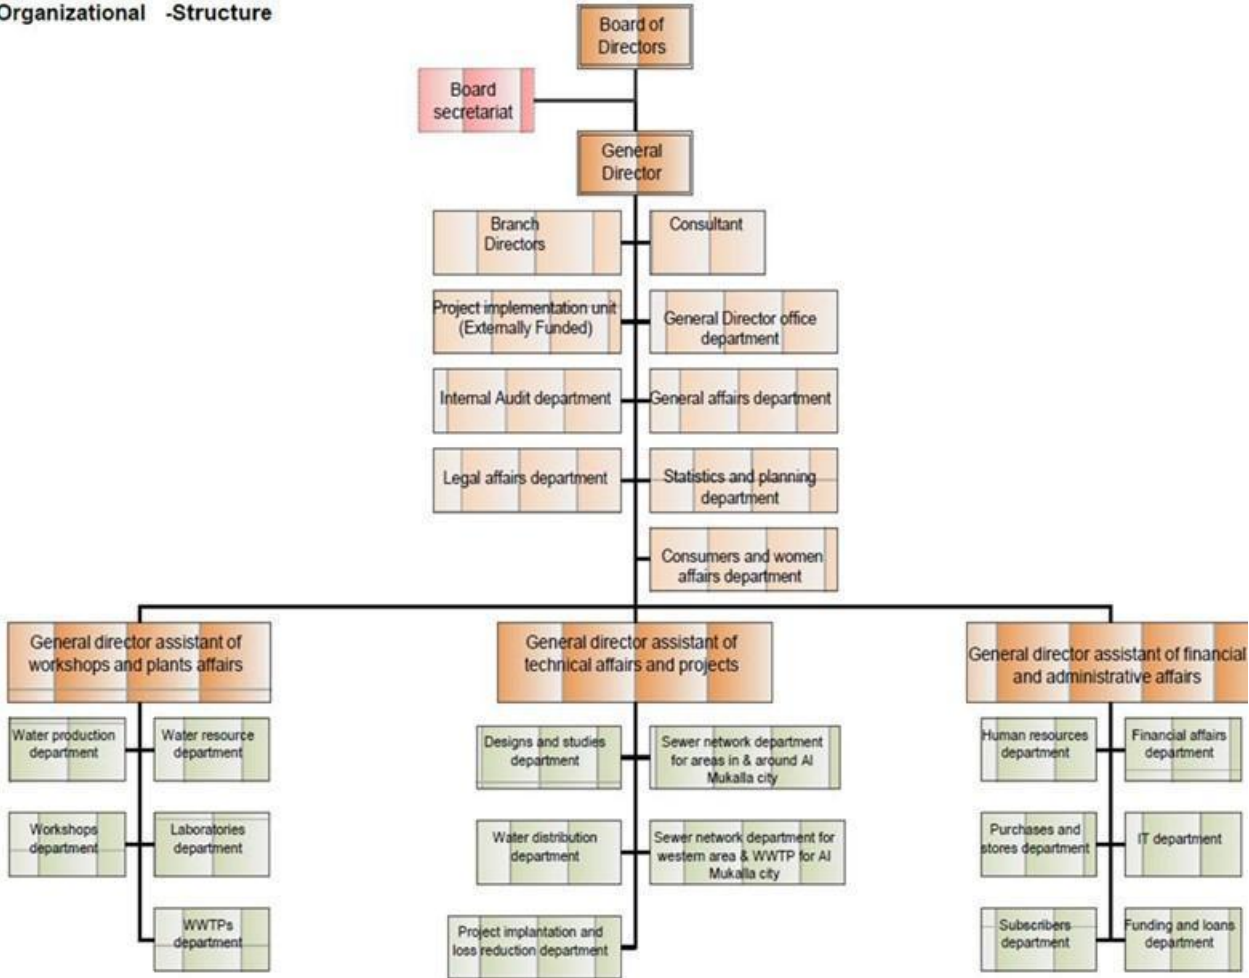 Organizational -Structure
Board of
Directors
Board
secretariat
General
Director
Branch
Directors
Consultant
Project implementation unit
(Externally Funded)
General Director office
department
Internal Audit department
General affairs department
Legal affairs department
Statistics and planning
department
Consumers and women
affairs department
General director assistant of
workshops and plants affairs
General director assistant of
technical affairs and projects
General director assistant of financial
and administrative affairs
Water production
department
Water resource
department
Designs and studies
department
Sewer network department
for areas in & around Al
Mukalla city
Human resources
department
Financial affairs
department
Workshops
department
Laboratories
department
Water distribution
department
Sewer network department for
western area & WWTP for Al
Mukalla city
Purchases and
stores department
IT department
WWTPs
department
Project implantation and
loss reduction department
Subscribers
department
Funding and loans
department